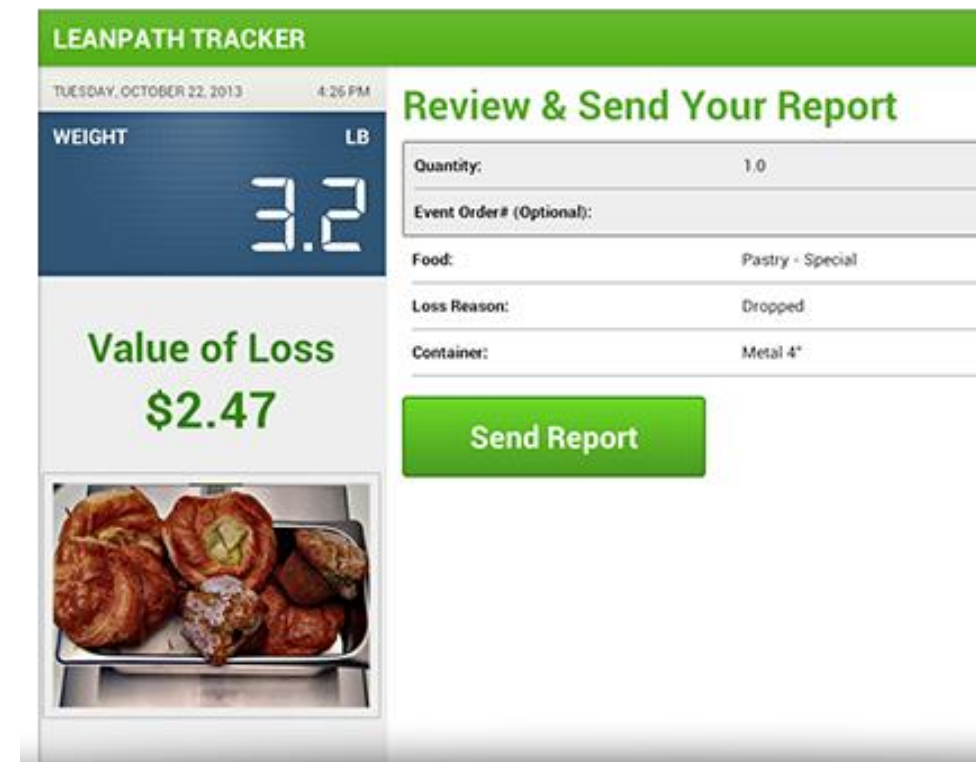 LEANPATH TRACKER
TUESDAY, OCTOBER 22, 2013 4:26 PM
WEIGHT LB
3.2
Value of Loss
$2.47
Review & Send Your Report
Quantity: 1.0
Event Order# (Optional):
Food: Pastry - Special
Loss Reason: Dropped
Container: Metal 4"
Send Report